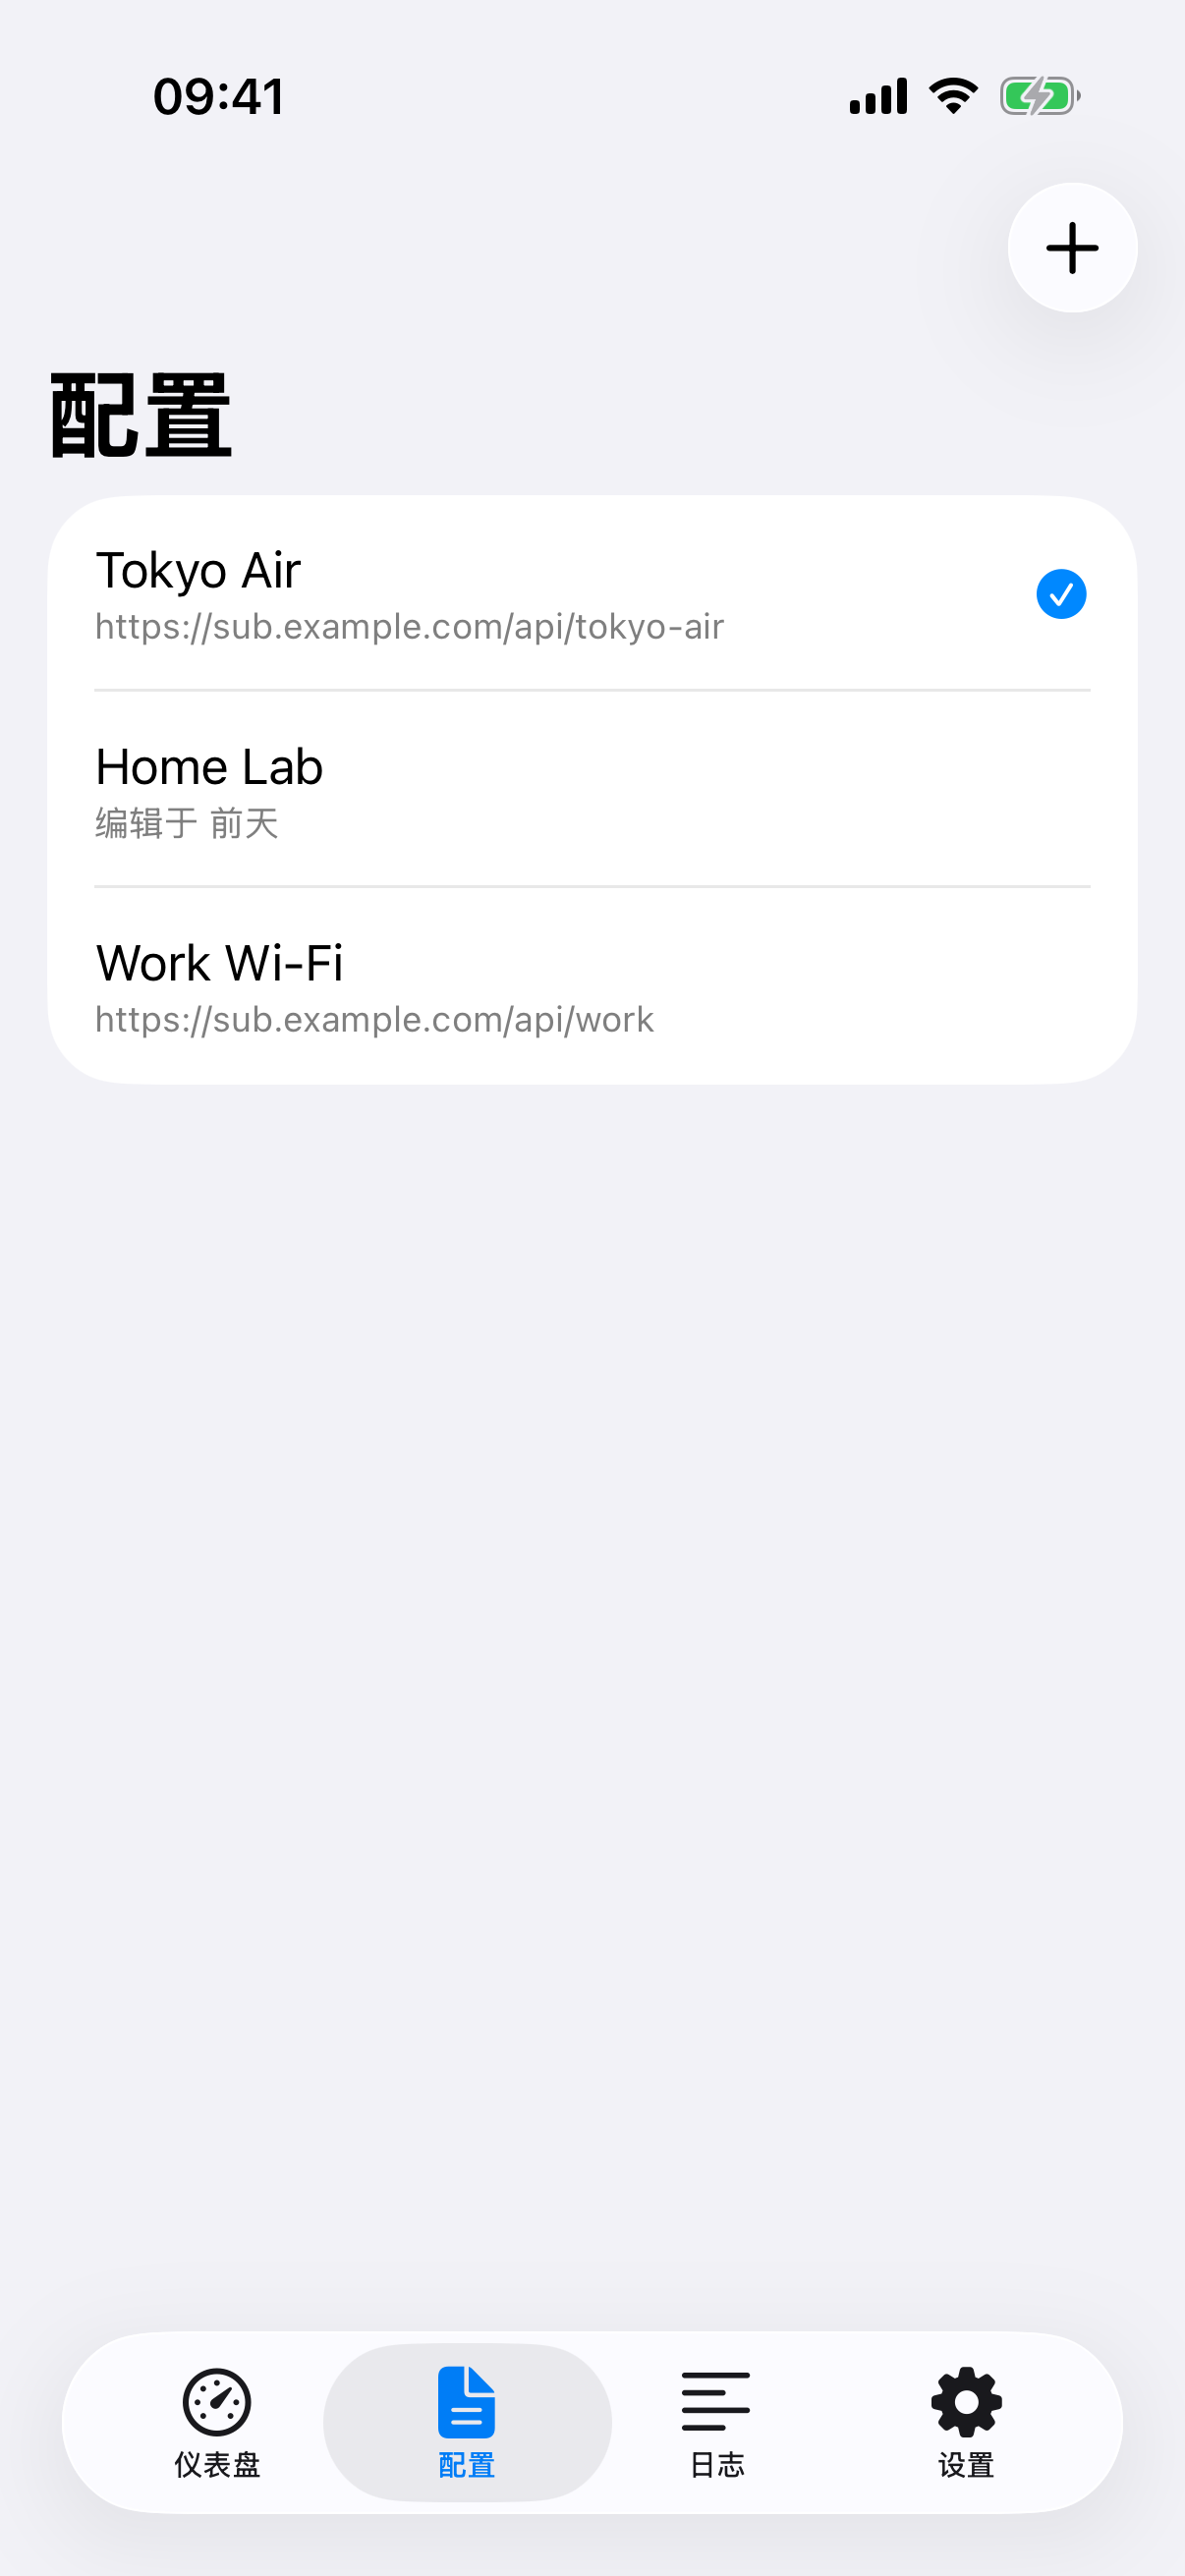 09:41
配置
Tokyo Air
https://sub.example.com/api/tokyo-air
Home Lab
编辑于 前天
Work Wi-Fi
https://sub.example.com/api/work
仪表盘
配置
日志
设置